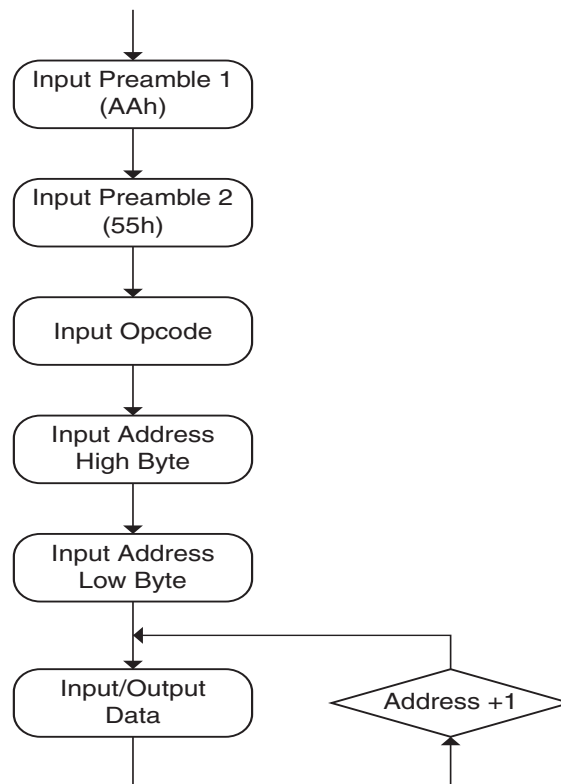 Input Preamble 1
(AAh)
Input Preamble 2
(55h)
Input Opcode
Input Address
High Byte
Input Address
Low Byte
Input/Output
Data
Address +1